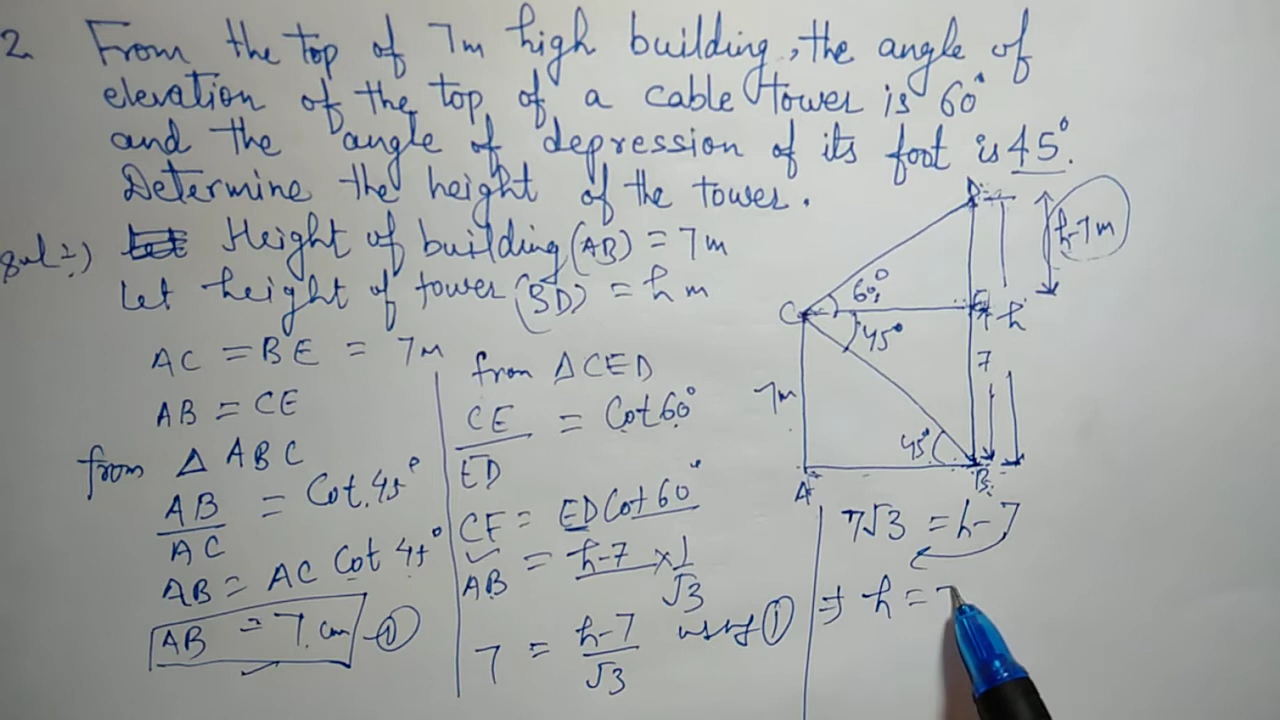 2 From the top of 7m high building, the angle of
elevation of the top of a cable tower is 60°
and the angle of depression of its foot is 45°.
Determine the height of the tower.
Height of building (AB) = 7m
Let height of tower (BD) = h m
AC = BE = 7m
AB = CE
from △ ABC
AB/AC = Cot 45°
AB = AC Cot 45°
AB = 7 cm ①
from △CED
CE/ED = Cot 60°
CE = ED Cot 60°
AB = h-7 × 1/√3
7 = h-7/√3 using ①
D
h-7m
60°
C
E
h
45°
7
7m
45°
A
B
7√3 = h-7
⇒ h = 7